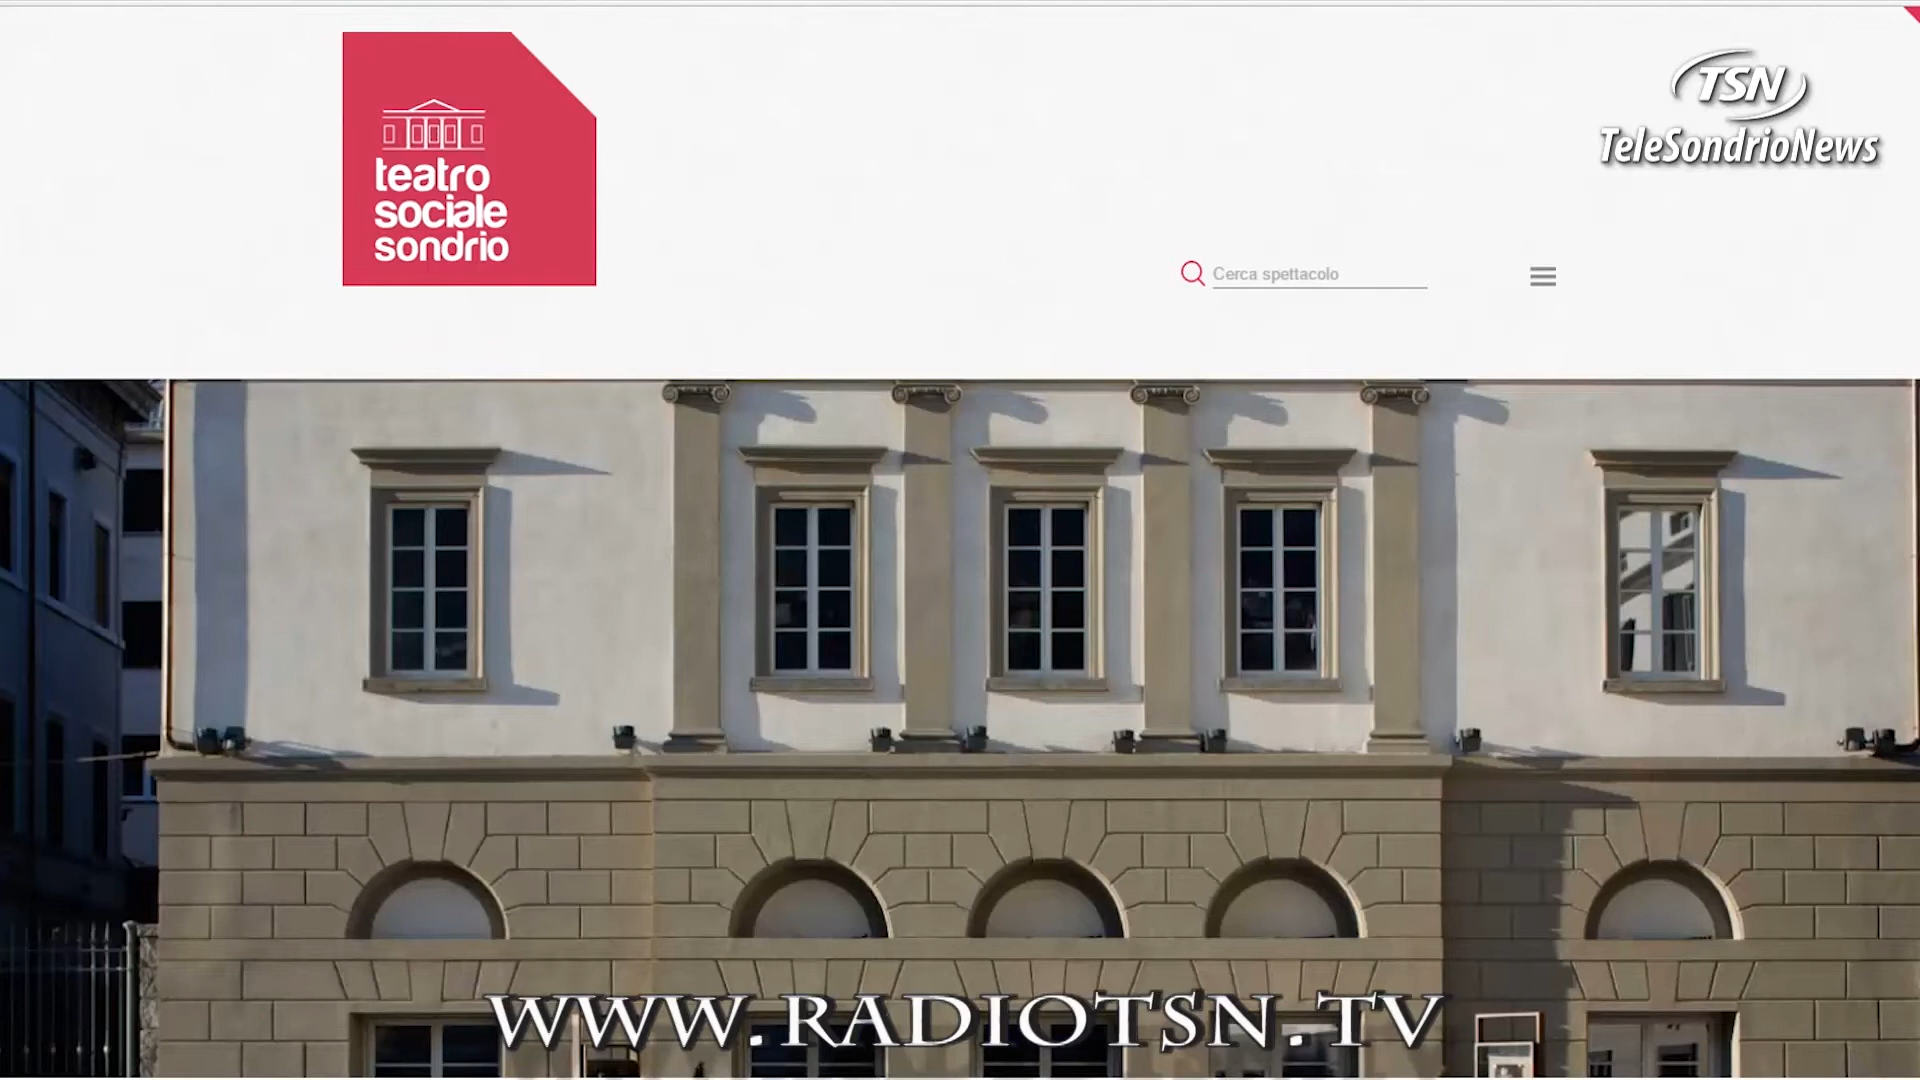 TSN
TeleSondrioNews
teatro
sociale
sondrio
Cerca spettacolo
WWW.RADIOTSN.TV